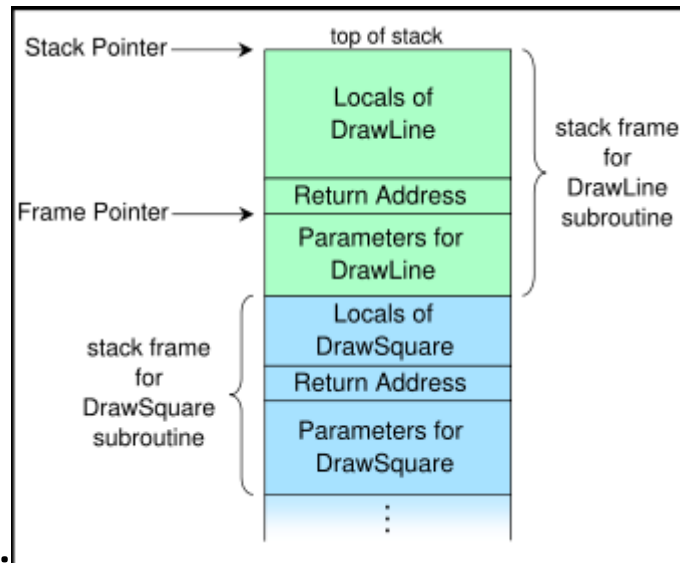 top of stack
Stack Pointer
Locals of
DrawLine
stack frame
for
DrawLine
subroutine
Return Address
Frame Pointer
Parameters for
DrawLine
Locals of
DrawSquare
stack frame
for
DrawSquare
subroutine
Return Address
Parameters for
DrawSquare
⋮